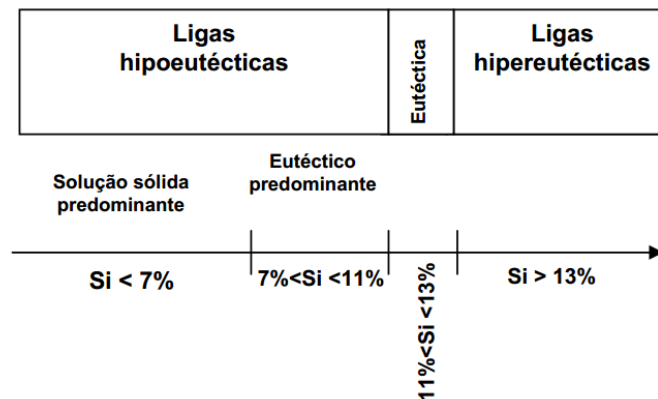 Ligas
hipoeutécticas
Eutéctica
Ligas
hipereutécticas
Solução sólida
predominante
Eutéctico
predominante
Si < 7%
7%<Si <11%
11%<Si <13%
Si > 13%